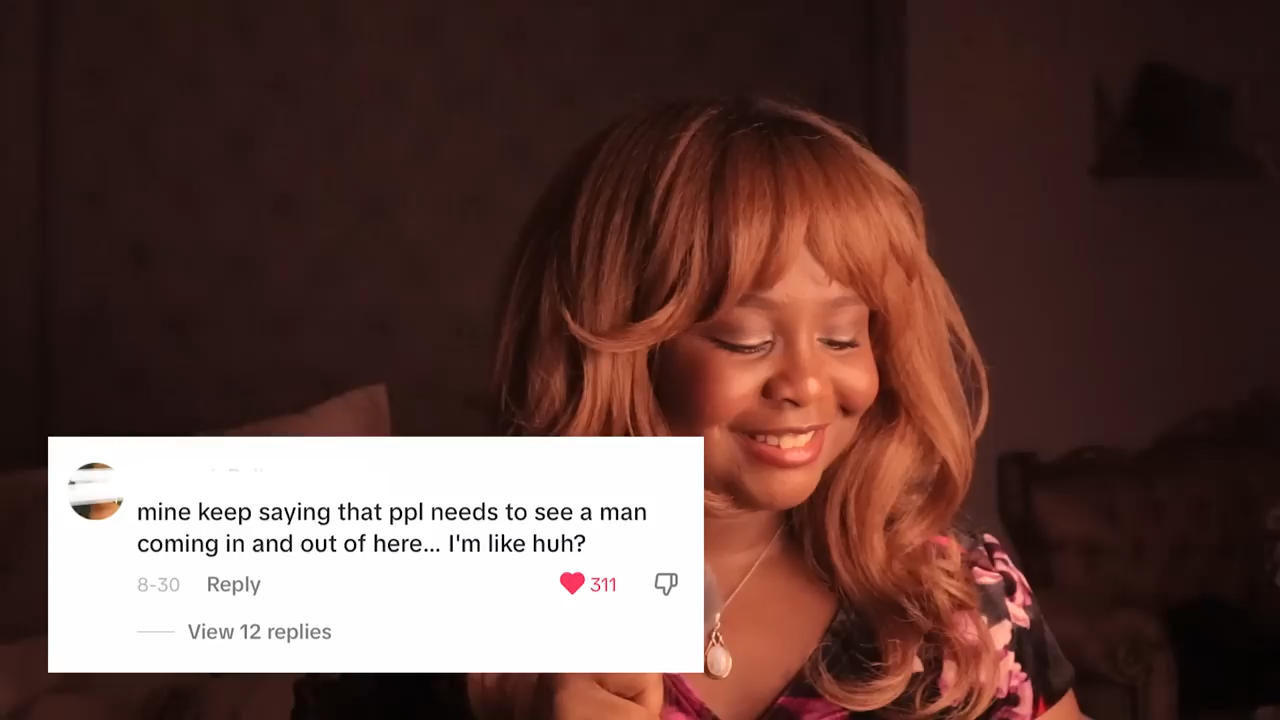 mine keep saying that ppl needs to see a man
coming in and out of here... I'm like huh?
8-30 Reply 311
View 12 replies